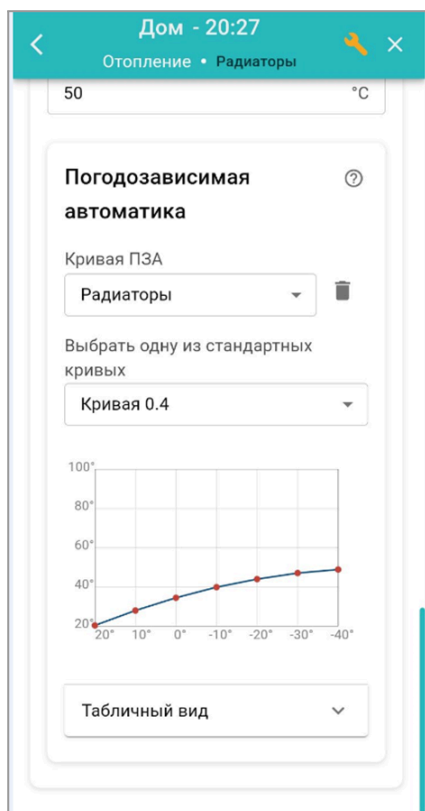 Дом - 20:27
Отопление • Радиаторы
50 °C
Погодозависимая
автоматика
Кривая ПЗА
Радиаторы
Выбрать одну из стандартных
кривых
Кривая 0.4
100°
80°
60°
40°
20°
20° 10° 0° -10° -20° -30° -40°
Табличный вид